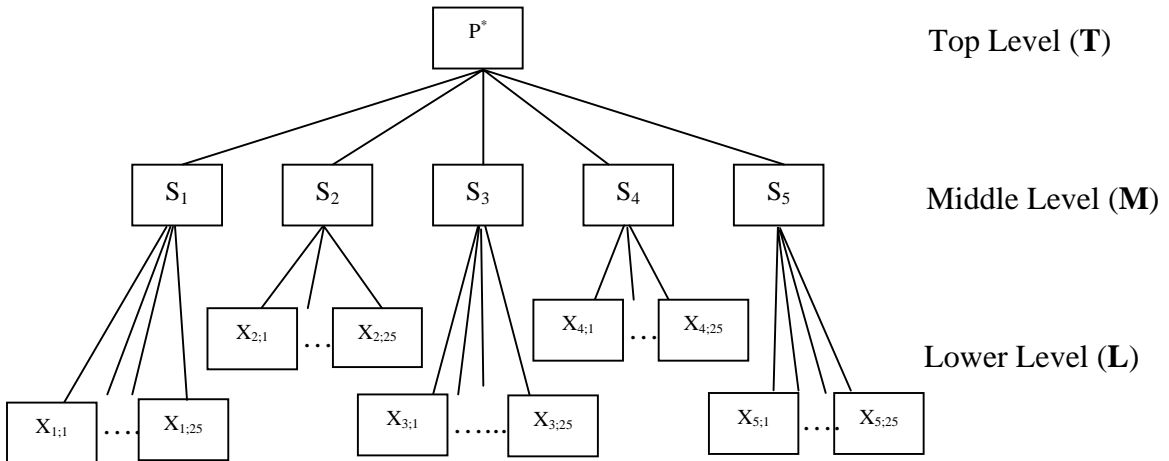 P*
Top Level (T)
S1
S2
S3
S4
S5
Middle Level (M)
X2;1
….
X2;25
X4;1
….
X4;25
Lower Level (L)
X1;1
…..
X1;25
X3;1
…......
X3;25
X5;1
…..
X5;25